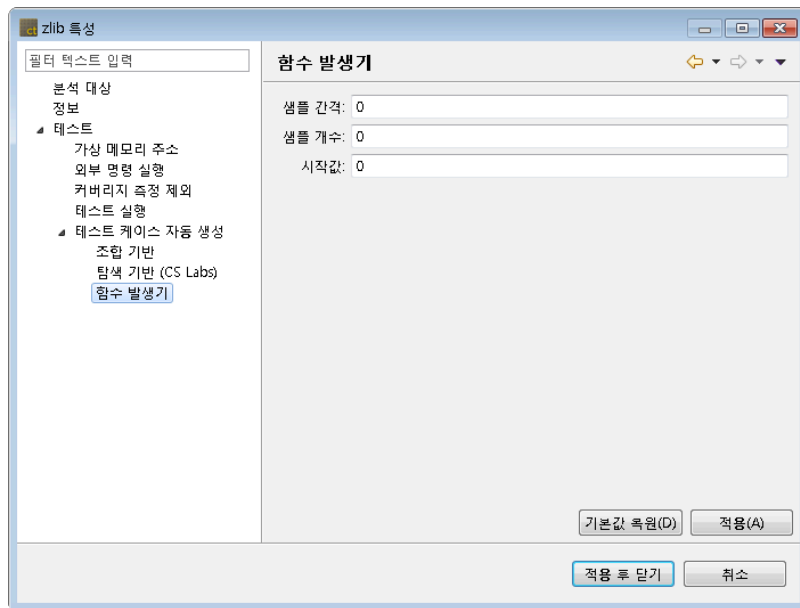 ct zlib 특성
필터 텍스트 입력
분석 대상
정보
테스트
가상 메모리 주소
외부 명령 실행
커버리지 측정 제외
테스트 실행
테스트 케이스 자동 생성
조합 기반
탐색 기반 (CS Labs)
함수 발생기
함수 발생기
샘플 간격: 0
샘플 개수: 0
시작값: 0
기본값 복원(D) 적용(A)
적용 후 닫기 취소